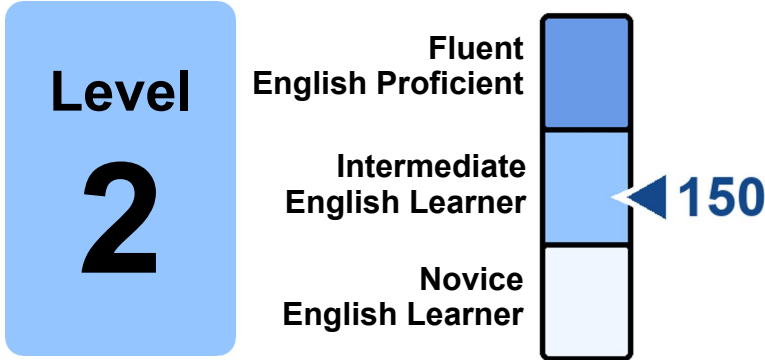 Level
2
Fluent
English Proficient
Intermediate
English Learner
150
Novice
English Learner